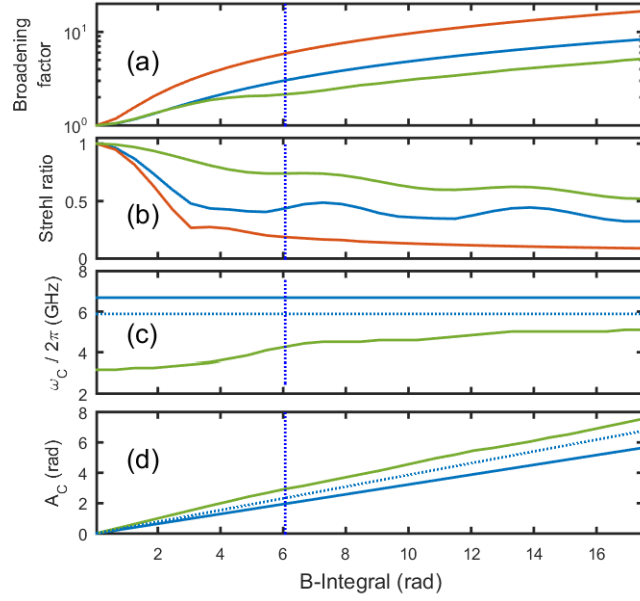 10¹
10⁰
Broadening
factor
(a)
1
0.5
0
Strehl ratio
(b)
8
6
4
2
ω_C / 2π (GHz)
(c)
8
6
4
2
0
A_C (rad)
(d)
2 4 6 8 10 12 14 16
B-Integral (rad)